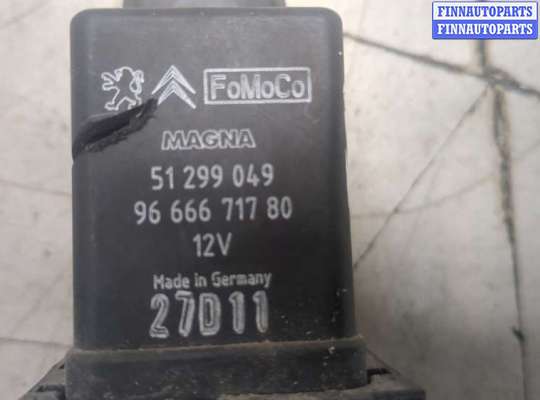 FINNAUTOPARTS
FINNAUTOPARTS
FoMoCo
MAGNA
51 299 049
96 666 717 80
12V
Made in Germany
27D11